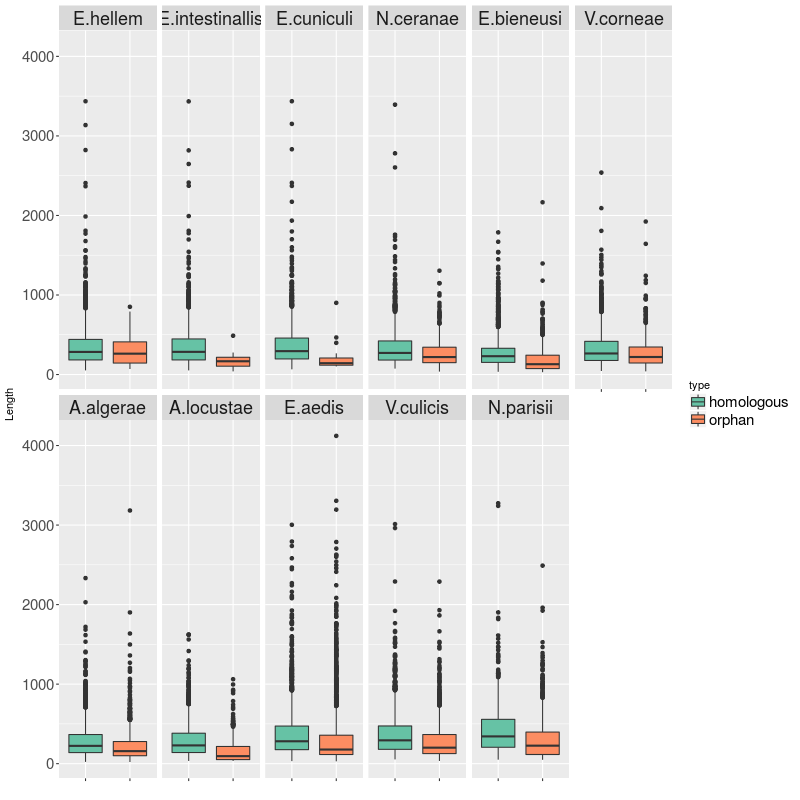 E.hellem E.intestinallis E.cuniculi N.ceranae E.bieneusi V.corneae
4000
3000
2000
1000
0
Length
type
homologous
orphan
A.algerae A.locustae E.aedis V.culicis N.parisii
4000
3000
2000
1000
0